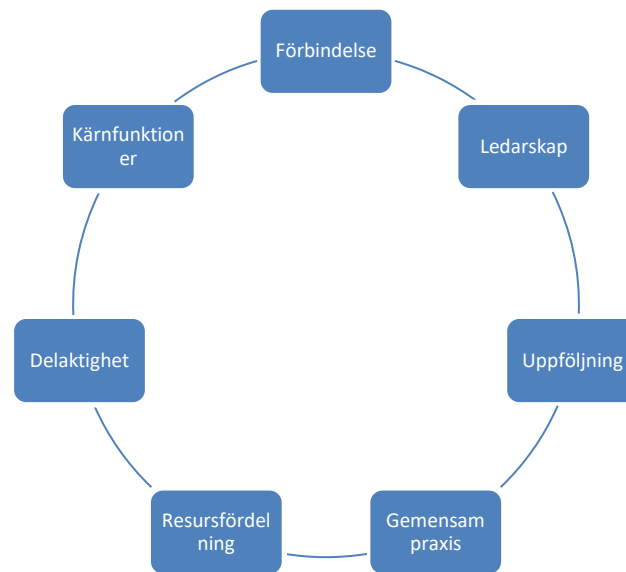 Förbindelse
Ledarskap
Uppföljning
Gemensam
praxis
Resursfördel
ning
Delaktighet
Kärnfunktion
er